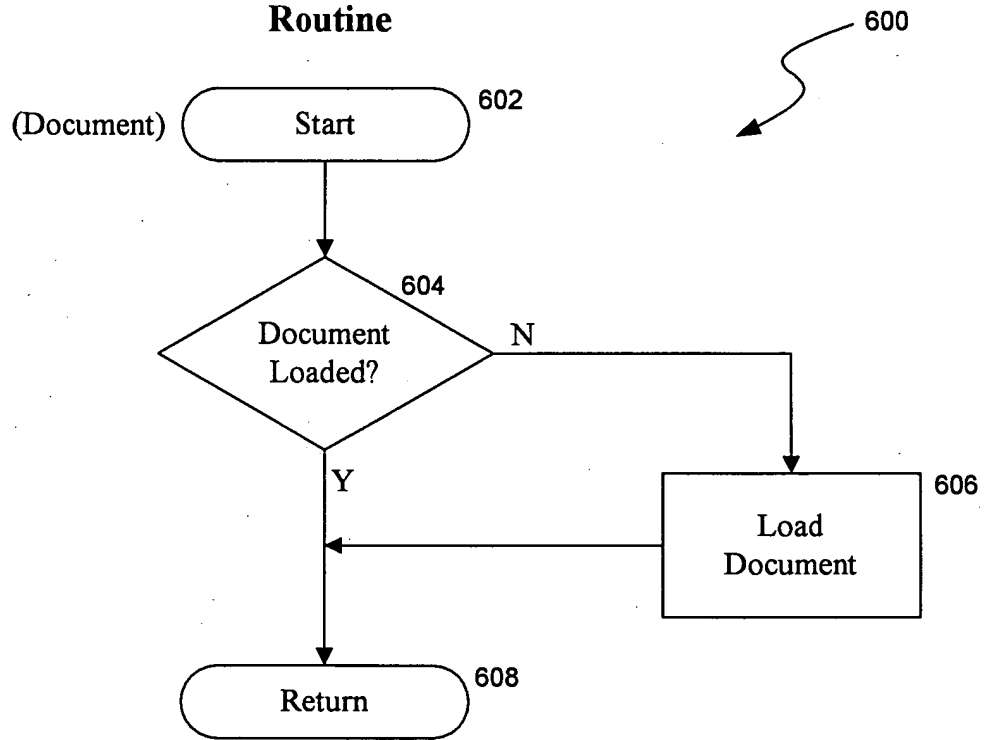 Routine
600
(Document)
Start
602
604
Document
Loaded?
N
Y
606
Load
Document
Return
608